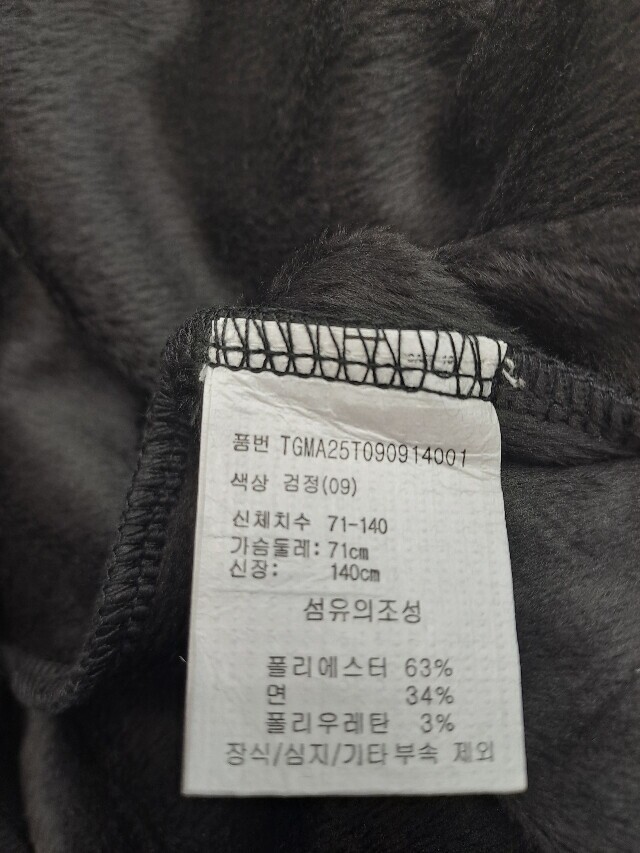 품번 TGMA25T090914001
색상 검정(09)
신체치수 71-140
가슴둘레: 71cm
신장: 140cm
섬유의조성
폴리에스터 63%
면 34%
폴리우레탄 3%
장식/심지/기타부속 제외